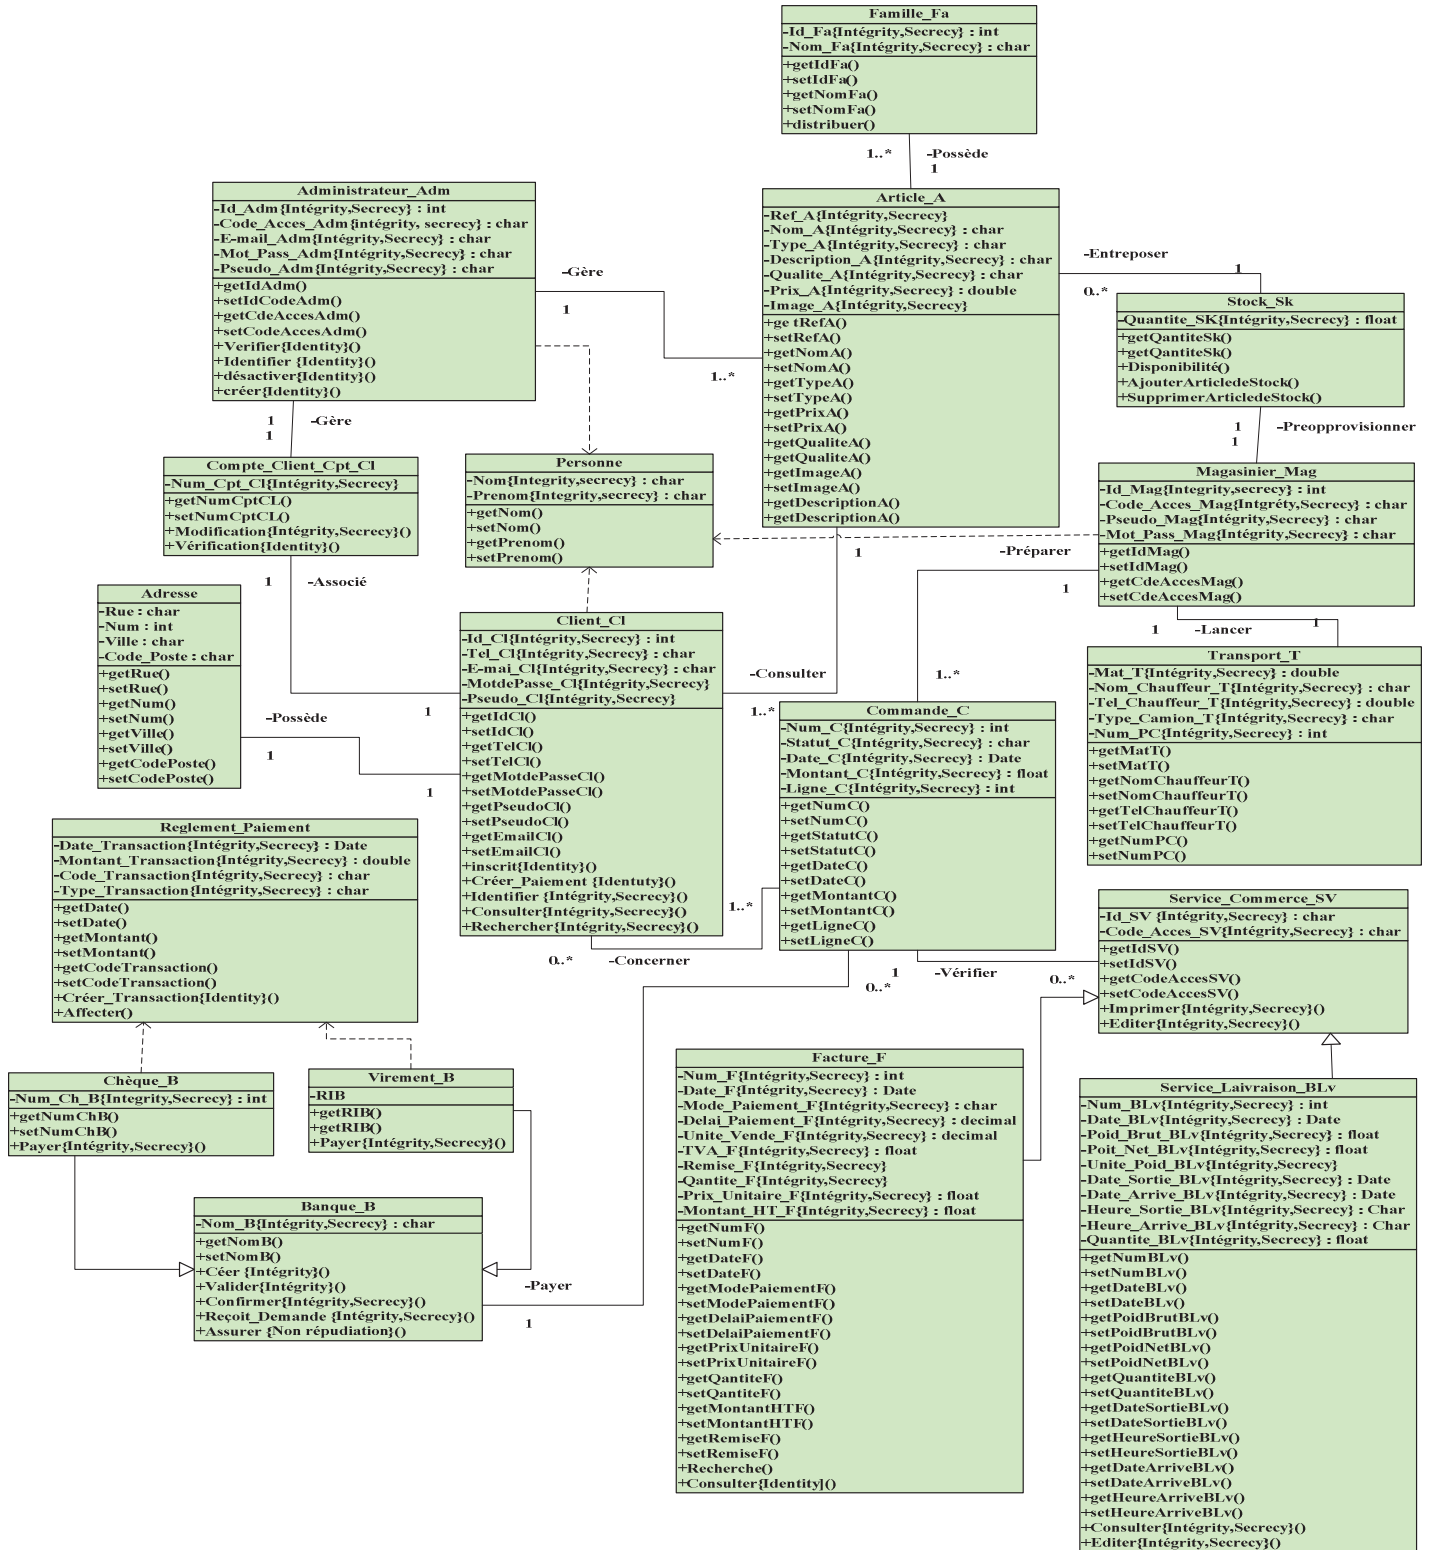 Famille_Fa
-Id_Fa{Intégrity,Secrecy} : int
-Nom_Fa{Intégrity,Secrecy} : char
+getIdFa()
+setIdFa()
+getNomFa()
+setNomFa()
+distribuer()
1..*
-Possède
1
Administrateur_Adm
-Id_Adm{Intégrity,Secrecy} : int
-Code_Acces_Adm{intégrity, secrecy} : char
-E-mail_Adm{Intégrity,Secrecy} : char
-Mot_Pass_Adm{Intégrity,Secrecy} : char
-Pseudo_Adm{Intégrity,Secrecy} : char
+getIdAdm()
+setIdCodeAdm()
+getCdeAccesAdm()
+setCodeAccesAdm()
+Verifier{Identity}()
+Identifier {Identity}()
+désactiver{Identity}()
+créer{Identity}()
-Gère
1
1..*
Article_A
-Ref_A{Intégrity,Secrecy}
-Nom_A{Intégrity,Secrecy} : char
-Type_A{Intégrity,Secrecy} : char
-Description_A{Intégrity,Secrecy} : char
-Qualite_A{Intégrity,Secrecy} : char
-Prix_A{Intégrity,Secrecy} : double
-Image_A{Intégrity,Secrecy}
+ge tRefA()
+setRefA()
+getNomA()
+setNomA()
+getTypeA()
+setTypeA()
+getPrixA()
+setPrixA()
+getQualiteA()
+getQualiteA()
+getImageA()
+setImageA()
+getDescriptionA()
+getDescriptionA()
-Entreposer
1
0..*
Stock_Sk
-Quantite_SK{Intégrity,Secrecy} : float
+getQantiteSk()
+getQantiteSk()
+Disponibilité()
+AjouterArticledeStock()
+SupprimerArticledeStock()
1
-Preopprovisionner
1
1
-Gère
1
Compte_Client_Cpt_Cl
-Num_Cpt_Cl{Intégrity,Secrecy}
+getNumCptCL()
+setNumCptCL()
+Modification{Intégrity,Secrecy}()
+Vérification{Identity}()
Personne
-Nom{Integrity,secrecy} : char
-Prenom{Integrity,secrecy} : char
+getNom()
+setNom()
+getPrenom()
+setPrenom()
Magasinier_Mag
-Id_Mag{Integrity,secrecy} : int
-Code_Acces_Mag{Intgréty,Secrecy} : char
-Pseudo_Mag{Intégrity,Secrecy} : char
-Mot_Pass_Mag{Intégrity,Secrecy} : char
+getIdMag()
+setIdMag()
+getCdeAccesMag()
+setCdeAccesMag()
1
-Préparer
1
1
-Associé
1
-Lancer
1
Adresse
-Rue : char
-Num : int
-Ville : char
-Code_Poste : char
+getRue()
+setRue()
+getNum()
+setNum()
+getVille()
+setVille()
+getCodePoste()
+setCodePoste()
-Possède
1
1
1
Client_Cl
-Id_Cl{Intégrity,Secrecy} : int
-Tel_Cl{Intégrity,Secrecy} : char
-E-mai_Cl{Intégrity,Secrecy} : char
-MotdePasse_Cl{Intégrity,Secrecy}
-Pseudo_Cl{Intégrity,Secrecy}
+getIdCl()
+setIdCl()
+getTelCl()
+setTelCl()
+getMotdePasseCl()
+setMotdePasseCl()
+getPseudoCl()
+setPseudoCl()
+getEmailCl()
+setEmailCl()
+inscrit{Identity}()
+Créer_Paiement {Identuty}()
+Identifier {Intégrity,Secrecy}()
+Consulter{Intégrity,Secrecy}()
+Rechercher{Intégrity,Secrecy}()
-Consulter
1..*
1..*
Commande_C
-Num_C{Intégrity,Secrecy} : int
-Statut_C{Intégrity,Secrecy} : char
-Date_C{Intégrity,Secrecy} : Date
-Montant_C{Intégrity,Secrecy} : float
-Ligne_C{Intégrity,Secrecy} : int
+getNumC()
+setNumC()
+getStatutC()
+setStatutC()
+getDateC()
+setDateC()
+getMontantC()
+setMontantC()
+getLigneC()
+setLigneC()
Transport_T
-Mat_T{Intégrity,Secrecy} : double
-Nom_Chauffeur_T{Intégrity,Secrecy} : char
-Tel_Chauffeur_T{Intégrity,Secrecy} : double
-Type_Camion_T{Intégrity,Secrecy} : char
-Num_PC{Intégrity,Secrecy} : int
+getMatT()
+setMatT()
+getNomChauffeurT()
+setNomChauffeurT()
+getTelChauffeurT()
+setTelChauffeurT()
+getNumPC()
+setNumPC()
Reglement_Paiement
-Date_Transaction{Intégrity,Secrecy} : Date
-Montant_Transaction{Intégrity,Secrecy} : double
-Code_Transaction{Intégrity,Secrecy} : char
-Type_Transaction{Intégrity,Secrecy} : char
+getDate()
+setDate()
+getMontant()
+setMontant()
+getCodeTransaction()
+setCodeTransaction()
+Créer_Transaction{Identity}()
+Affecter()
1..*
0..*
-Concerner
1
-Vérifier
0..*
0..*
Service_Commerce_SV
-Id_SV {Intégrity,Secrecy} : char
-Code_Acces_SV{Intégrity,Secrecy} : char
+getIdSV()
+setIdSV()
+getCodeAccesSV()
+setCodeAccesSV()
+Imprimer{Intégrity,Secrecy}()
+Editer{Intégrity,Secrecy}()
Chèque_B
-Num_Ch_B{Integrity,Secrecy} : int
+getNumChB()
+setNumChB()
+Payer{Intégrity,Secrecy}()
Virement_B
-RIB
+getRIB()
+getRIB()
+Payer{Intégrity,Secrecy}()
Banque_B
-Nom_B{Intégrity,Secrecy} : char
+getNomB()
+setNomB()
+Céer {Intégrity}()
+Valider{Intégrity}()
+Confirmer{Intégrity,Secrecy}()
+Reçoit_Demande {Intégrity,Secrecy}()
+Assurer {Non répudiation}()
-Payer
1
Facture_F
-Num_F{Intégrity,Secrecy} : int
-Date_F{Intégrity,Secrecy} : Date
-Mode_Paiement_F{Intégrity,Secrecy} : char
-Delai_Paiement_F{Intégrity,Secrecy} : decimal
-Unite_Vende_F{Intégrity,Secrecy} : decimal
-TVA_F{Intégrity,Secrecy} : float
-Remise_F{Intégrity,Secrecy}
-Qantite_F{Intégrity,Secrecy}
-Prix_Unitaire_F{Intégrity,Secrecy} : float
-Montant_HT_F{Intégrity,Secrecy} : float
+getNumF()
+setNumF()
+getDateF()
+setDateF()
+getModePaiementF()
+setModePaiementF()
+getDelaiPaiementF()
+setDelaiPaiementF()
+getPrixUnitaireF()
+setPrixUnitaireF()
+getQantiteF()
+setQantiteF()
+getMontantHTF()
+setMontantHTF()
+getRemiseF()
+setRemiseF()
+Recherche()
+Consulter{Identity]()
Service_Laivraison_BLv
-Num_BLv{Intégrity,Secrecy} : int
-Date_BLv{Intégrity,Secrecy} : Date
-Poid_Brut_BLv{Intégrity,Secrecy} : float
-Poit_Net_BLv{Intégrity,Secrecy} : float
-Unite_Poid_BLv{Intégrity,Secrecy}
-Date_Sortie_BLv{Intégrity,Secrecy} : Date
-Date_Arrive_BLv{Intégrity,Secrecy} : Date
-Heure_Sortie_BLv{Intégrity,Secrecy} : Char
-Heure_Arrive_BLv{Intégrity,Secrecy} : Char
-Quantite_BLv{Intégrity,Secrecy} : float
+getNumBLv()
+setNumBLv()
+getDateBLv()
+setDateBLv()
+getPoidBrutBLv()
+setPoidBrutBLv()
+getPoidNetBLv()
+setPoidNetBLv()
+getQuantiteBLv()
+setQuantiteBLv()
+getDateSortieBLv()
+setDateSortieBLv()
+getHeureSortieBLv()
+setHeureSortieBLv()
+getDateArriveBLv()
+setDateArriveBLv()
+getHeureArriveBLv()
+setHeureArriveBLv()
+Consulter{Intégrity,Secrecy}()
+Editer{Intégrity,Secrecy}()